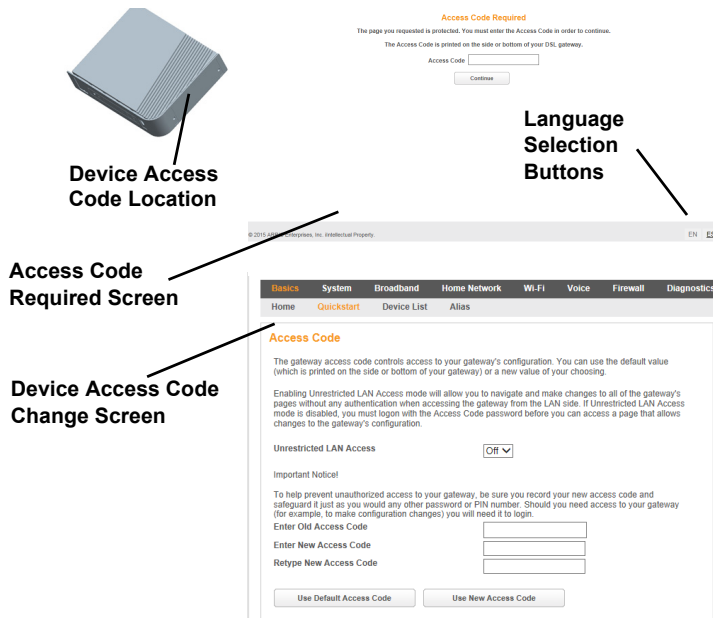 Access Code Required
The page you requested is protected. You must enter the Access Code in order to continue.
The Access Code is printed on the side or bottom of your DSL gateway.
Access Code
Continue
Language
Selection
Buttons
Device Access
Code Location
© 2015 Enterprises, Inc. Intellectual Property.
EN ES
Access Code
Required Screen
Basics System Broadband Home Network Wi-Fi Voice Firewall Diagnostics
Home Quickstart Device List Alias
Device Access Code
Change Screen
Access Code
The gateway access code controls access to your gateway's configuration. You can use the default value
(which is printed on the side or bottom of your gateway) or a new value of your choosing.
Enabling Unrestricted LAN Access mode will allow you to navigate and make changes to all of the gateway's
pages without any authentication when accessing the gateway from the LAN side. If Unrestricted LAN Access
mode is disabled, you must logon with the Access Code password before you can access a page that allows
changes to the gateway's configuration.
Unrestricted LAN Access
Off
Important Notice!
To help prevent unauthorized access to your gateway, be sure you record your new access code and
safeguard it just as you would any other password or PIN number. Should you need access to your gateway
(for example, to make configuration changes) you will need it to login.
Enter Old Access Code
Enter New Access Code
Retype New Access Code
Use Default Access Code
Use New Access Code